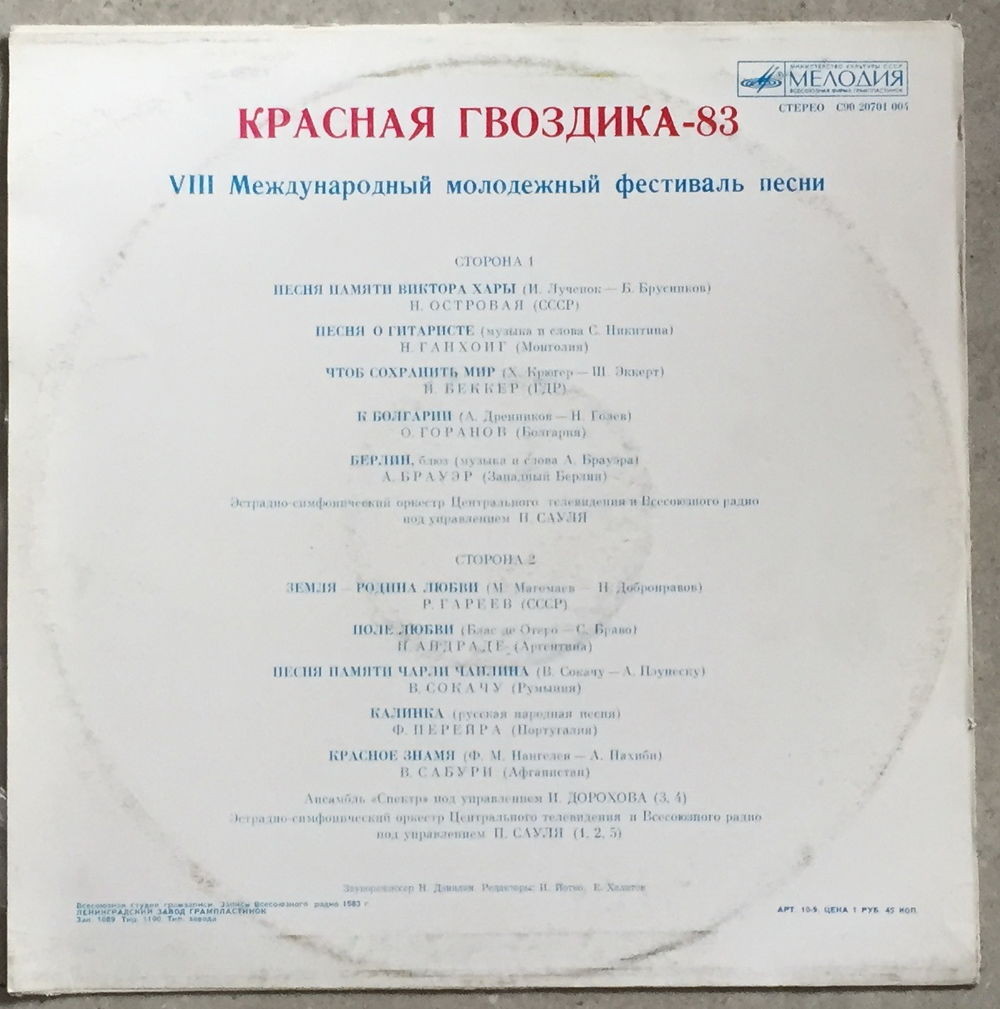 МИНИСТЕРСТВО КУЛЬТУРЫ СССР
МЕЛОДИЯ
ВСЕСОЮЗНАЯ ФИРМА ГРАМПЛАСТИНОК
СТЕРЕО С90 20701 004
КРАСНАЯ ГВОЗДИКА-83
VIII Международный молодежный фестиваль песни
СТОРОНА 1
ПЕСНЯ ПАМЯТИ ВИКТОРА ХАРЫ (И. Лученок — Б. Брусников)
Н. ОСТРОВАЯ (СССР)
ПЕСНЯ О ГИТАРИСТЕ (музыка и слова С. Никитина)
Н. ГАНХОИГ (Монголия)
ЧТОБ СОХРАНИТЬ МИР (Х. Крюгер — Ш. Эккерт)
БЕККЕР (ГДР)
К БОЛГАРИИ (А. Дренников — Н. Гозев)
О. ГОРАНОВ (Болгария)
БЕРЛИН, блюз (музыка и слова А. Брауэра)
А. БРАУЭР (Западный Берлин)
Эстрадно-симфонический оркестр Центрального телевидения и Всесоюзного радио
под управлением П. САУЛЯ
СТОРОНА 2
ЗЕМЛЯ — РОДИНА ЛЮБВИ (М. Магомаев — Н. Добронравов)
Р. ГАРЕЕВ (СССР)
ПОЛЕ ЛЮБВИ (Блас де Отеро — С. Браво)
АНДРАДЕ (Аргентина)
ПЕСНЯ ПАМЯТИ ЧАРЛИ ЧАПЛИНА (В. Сокачу — А. Пэунеску)
В. СОКАЧУ (Румыния)
КАЛИНКА (русская народная песня)
Ф. ПЕРЕЙРА (Португалия)
КРАСНОЕ ЗНАМЯ (Ф. М. Нангелея — А. Пахиби)
В. САБУРИ (Афганистан)
Ансамбль «Спектр» под управлением И. ДОРОХОВА (3, 4)
Эстрадно-симфонический оркестр Центрального телевидения и Всесоюзного радио
под управлением П. САУЛЯ (1, 2, 5)
Звукорежиссер Н. Данилин. Редакторы: И. Йотко, Е. Халатов
Всесоюзная студия грамзаписи. Запись Всесоюзного радио 1983 г.
ЛЕНИНГРАДСКИЙ ЗАВОД ГРАМПЛАСТИНОК
Зак. 1089 Тир. 1100. Тип. завода
АРТ. 10-9. ЦЕНА 1 РУБ. 45 КОП.